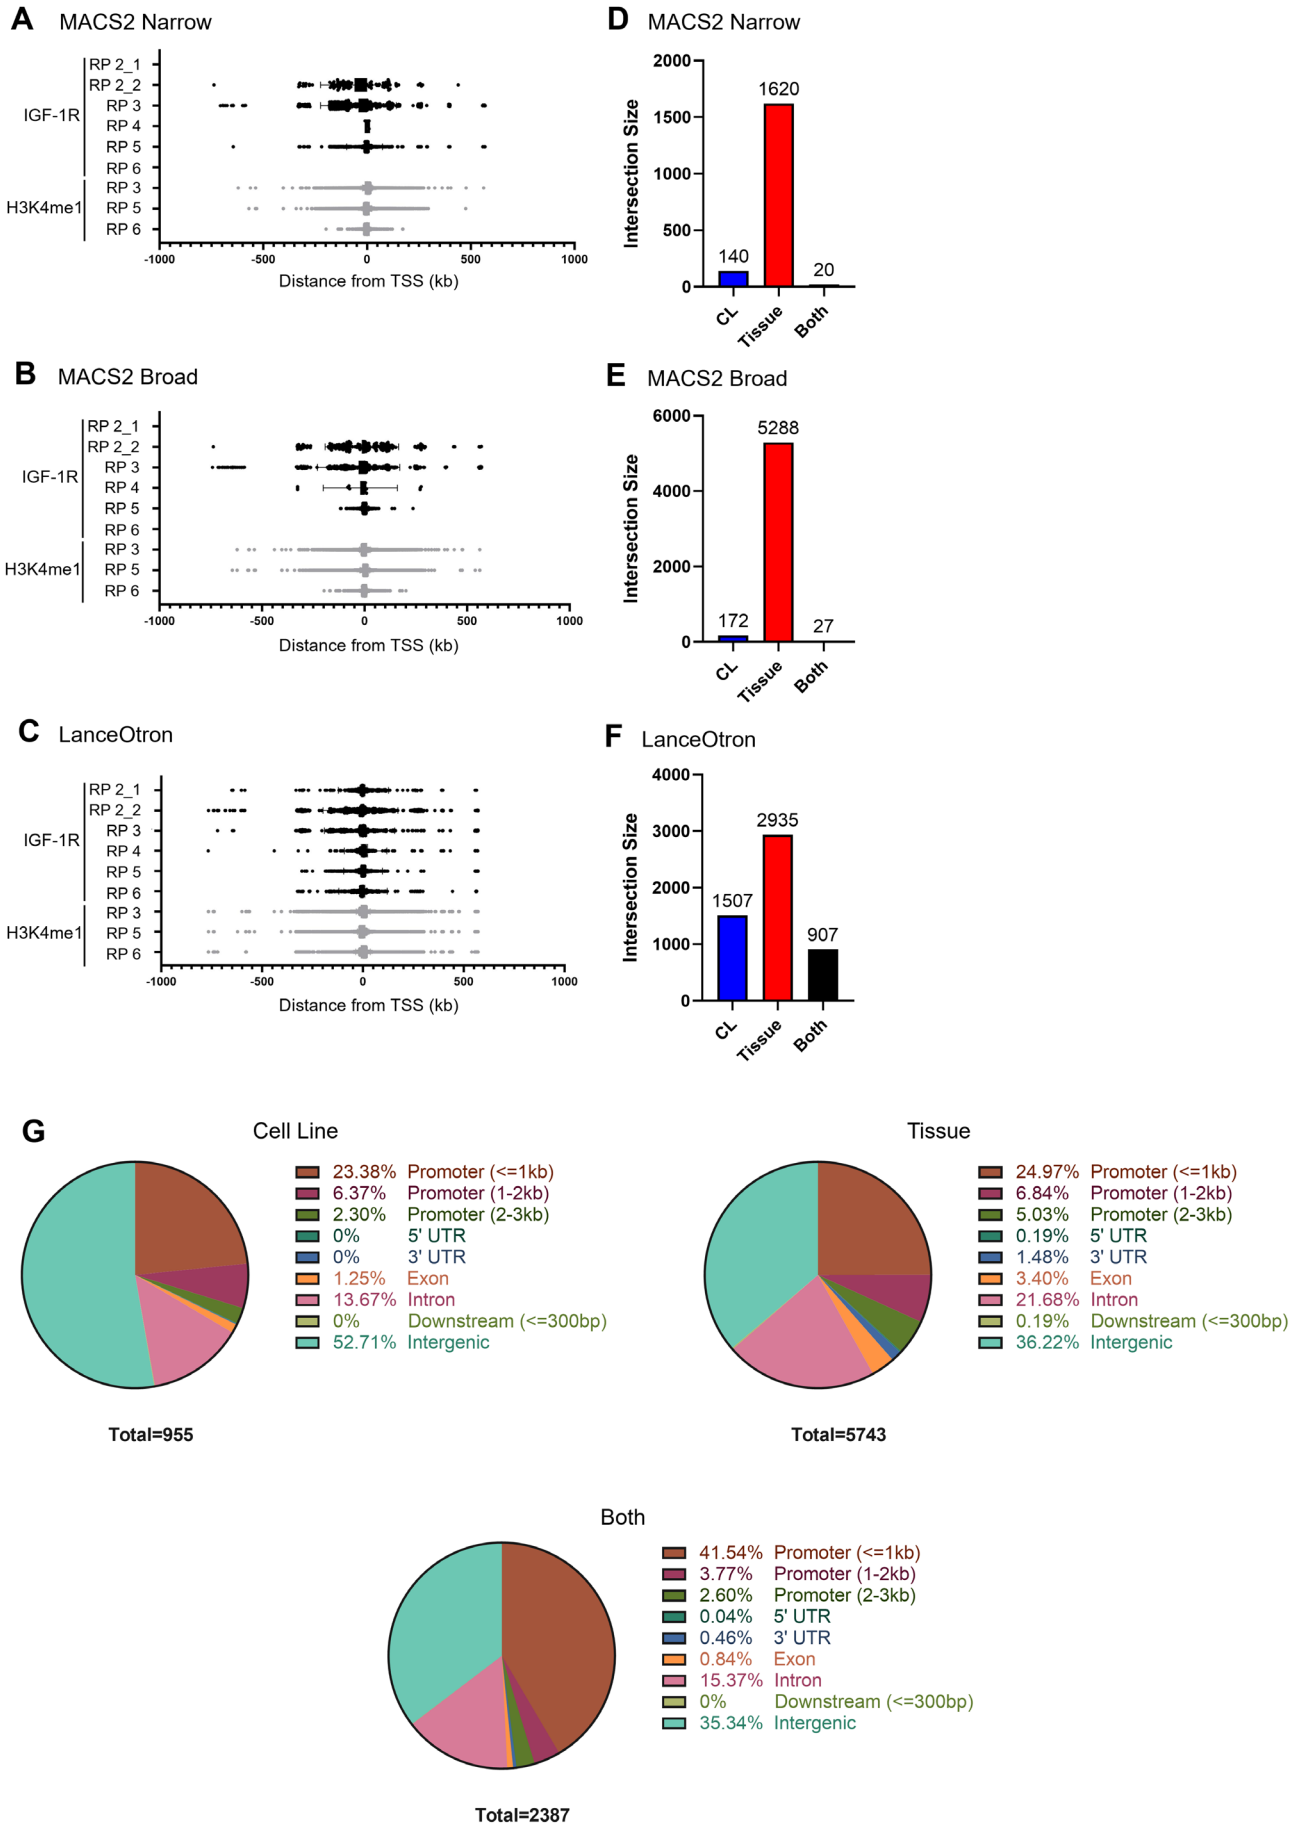 A MACS2 Narrow
IGF-1R
RP 2_1
RP 2_2
RP 3
RP 4
RP 5
RP 6
H3K4me1
RP 3
RP 5
RP 6
-1000 -500 0 500 1000
Distance from TSS (kb)
D MACS2 Narrow
Intersection Size
2000
1500
1000
500
0
140
1620
20
CL Tissue Both
B MACS2 Broad
IGF-1R
RP 2_1
RP 2_2
RP 3
RP 4
RP 5
RP 6
H3K4me1
RP 3
RP 5
RP 6
-1000 -500 0 500 1000
Distance from TSS (kb)
E MACS2 Broad
Intersection Size
6000
4000
2000
0
172
5288
27
CL Tissue Both
C LanceOtron
IGF-1R
RP 2_1
RP 2_2
RP 3
RP 4
RP 5
RP 6
H3K4me1
RP 3
RP 5
RP 6
-1000 -500 0 500 1000
Distance from TSS (kb)
F LanceOtron
Intersection Size
4000
3000
2000
1000
0
1507
2935
907
CL Tissue Both
G
Cell Line
23.38% Promoter (<=1kb)
6.37% Promoter (1-2kb)
2.30% Promoter (2-3kb)
0% 5' UTR
0% 3' UTR
1.25% Exon
13.67% Intron
0% Downstream (<=300bp)
52.71% Intergenic
Total=955
Tissue
24.97% Promoter (<=1kb)
6.84% Promoter (1-2kb)
5.03% Promoter (2-3kb)
0.19% 5' UTR
1.48% 3' UTR
3.40% Exon
21.68% Intron
0.19% Downstream (<=300bp)
36.22% Intergenic
Total=5743
Both
41.54% Promoter (<=1kb)
3.77% Promoter (1-2kb)
2.60% Promoter (2-3kb)
0.04% 5' UTR
0.46% 3' UTR
0.84% Exon
15.37% Intron
0% Downstream (<=300bp)
35.34% Intergenic
Total=2387